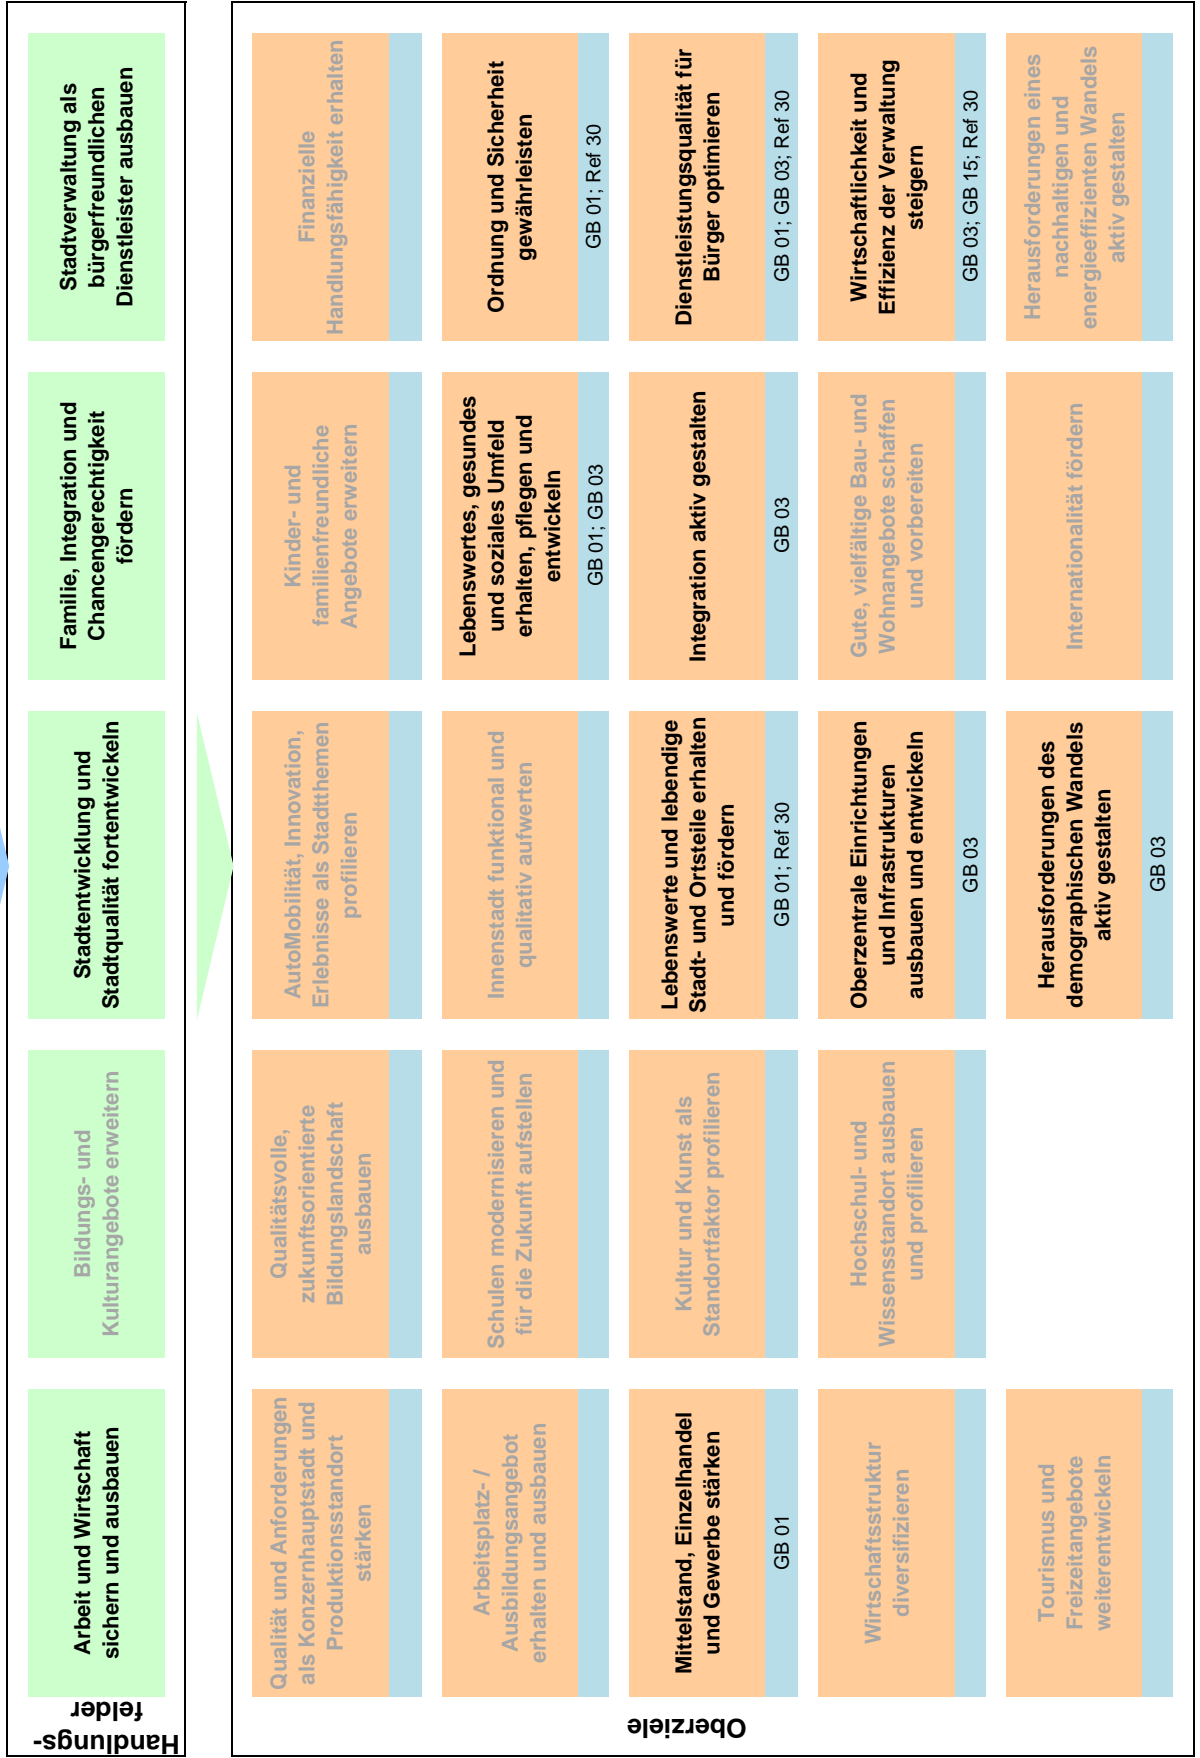 Handlungs-
felder
Arbeit und Wirtschaft
sichern und ausbauen
Bildungs- und
Kulturangebote erweitern
Stadtentwicklung und
Stadtqualität fortentwickeln
Familie, Integration und
Chancengerechtigkeit
fördern
Stadtverwaltung als
bürgerfreundlichen
Dienstleister ausbauen
Oberziele
Qualität und Anforderungen
als Konzernhauptstadt und
Produktionsstandort
stärken
Qualitätsvolle,
zukunftsorientierte
Bildungslandschaft
ausbauen
AutoMobilität, Innovation,
Erlebnisse als Stadtthemen
profilieren
Kinder- und
familienfreundliche
Angebote erweitern
Finanzielle
Handlungsfähigkeit erhalten
Arbeitsplatz- /
Ausbildungsangebot
erhalten und ausbauen
Schulen modernisieren und
für die Zukunft aufstellen
Innenstadt funktional und
qualitativ aufwerten
Lebenswertes, gesundes
und soziales Umfeld
erhalten, pflegen und
entwickeln
GB 01; GB 03
Ordnung und Sicherheit
gewährleisten
GB 01; Ref 30
Mittelstand, Einzelhandel
und Gewerbe stärken
GB 01
Kultur und Kunst als
Standortfaktor profilieren
Lebenswerte und lebendige
Stadt- und Ortsteile erhalten
und fördern
GB 01; Ref 30
Integration aktiv gestalten
GB 03
Dienstleistungsqualität für
Bürger optimieren
GB 01; GB 03; Ref 30
Wirtschaftsstruktur
diversifizieren
Hochschul- und
Wissensstandort ausbauen
und profilieren
Oberzentrale Einrichtungen
und Infrastrukturen
ausbauen und entwickeln
GB 03
Gute, vielfältige Bau- und
Wohnangebote schaffen
und vorbereiten
Wirtschaftlichkeit und
Effizienz der Verwaltung
steigern
GB 03; GB 15; Ref 30
Tourismus und
Freizeitangebote
weiterentwickeln
Herausforderungen des
demographischen Wandels
aktiv gestalten
GB 03
Internationalität fördern
Herausforderungen eines
nachhaltigen und
energieeffizienten Wandels
aktiv gestalten